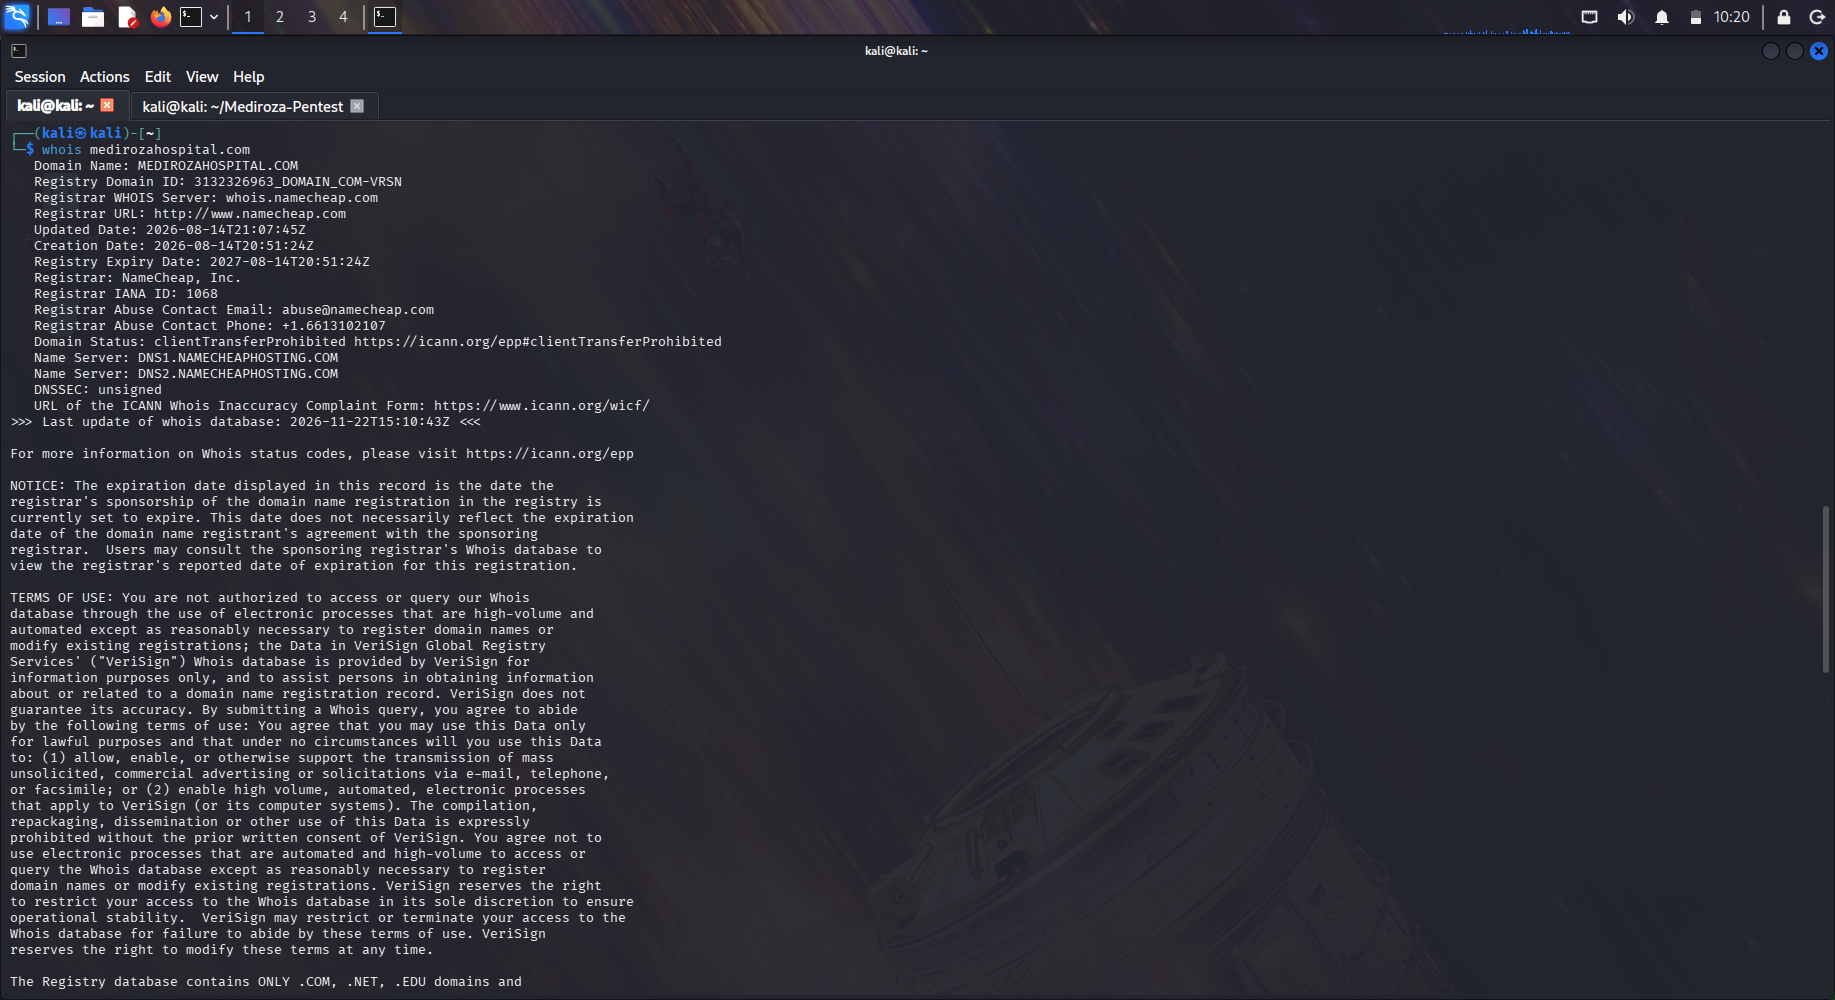 1 2 3 4 10:20
kali@kali: ~
Session Actions Edit View Help
kali@kali: ~ kali@kali: ~/Mediroza-Pentest
┌──(kali㉿kali)-[~]
└─$ whois medirozahospital.com
Domain Name: MEDIROZAHOSPITAL.COM
Registry Domain ID: 3132326963_DOMAIN_COM-VRSN
Registrar WHOIS Server: whois.namecheap.com
Registrar URL: http://www.namecheap.com
Updated Date: 2026-08-14T21:07:45Z
Creation Date: 2026-08-14T20:51:24Z
Registry Expiry Date: 2027-08-14T20:51:24Z
Registrar: NameCheap, Inc.
Registrar IANA ID: 1068
Registrar Abuse Contact Email: abuse@namecheap.com
Registrar Abuse Contact Phone: +1.6613102107
Domain Status: clientTransferProhibited https://icann.org/epp#clientTransferProhibited
Name Server: DNS1.NAMECHEAPHOSTING.COM
Name Server: DNS2.NAMECHEAPHOSTING.COM
DNSSEC: unsigned
URL of the ICANN Whois Inaccuracy Complaint Form: https://www.icann.org/wicf/
>>> Last update of whois database: 2026-11-22T15:10:43Z <<<
For more information on Whois status codes, please visit https://icann.org/epp
NOTICE: The expiration date displayed in this record is the date the
registrar's sponsorship of the domain name registration in the registry is
currently set to expire. This date does not necessarily reflect the expiration
date of the domain name registrant's agreement with the sponsoring
registrar.  Users may consult the sponsoring registrar's Whois database to
view the registrar's reported date of expiration for this registration.
TERMS OF USE: You are not authorized to access or query our Whois
database through the use of electronic processes that are high-volume and
automated except as reasonably necessary to register domain names or
modify existing registrations; the Data in VeriSign Global Registry
Services' ("VeriSign") Whois database is provided by VeriSign for
information purposes only, and to assist persons in obtaining information
about or related to a domain name registration record. VeriSign does not
guarantee its accuracy. By submitting a Whois query, you agree to abide
by the following terms of use: You agree that you may use this Data only
for lawful purposes and that under no circumstances will you use this Data
to: (1) allow, enable, or otherwise support the transmission of mass
unsolicited, commercial advertising or solicitations via e-mail, telephone,
or facsimile; or (2) enable high volume, automated, electronic processes
that apply to VeriSign (or its computer systems). The compilation,
repackaging, dissemination or other use of this Data is expressly
prohibited without the prior written consent of VeriSign. You agree not to
use electronic processes that are automated and high-volume to access or
query the Whois database except as reasonably necessary to register
domain names or modify existing registrations. VeriSign reserves the right
to restrict your access to the Whois database in its sole discretion to ensure
operational stability.  VeriSign may restrict or terminate your access to the
Whois database for failure to abide by these terms of use. VeriSign
reserves the right to modify these terms at any time.
The Registry database contains ONLY .COM, .NET, .EDU domains and